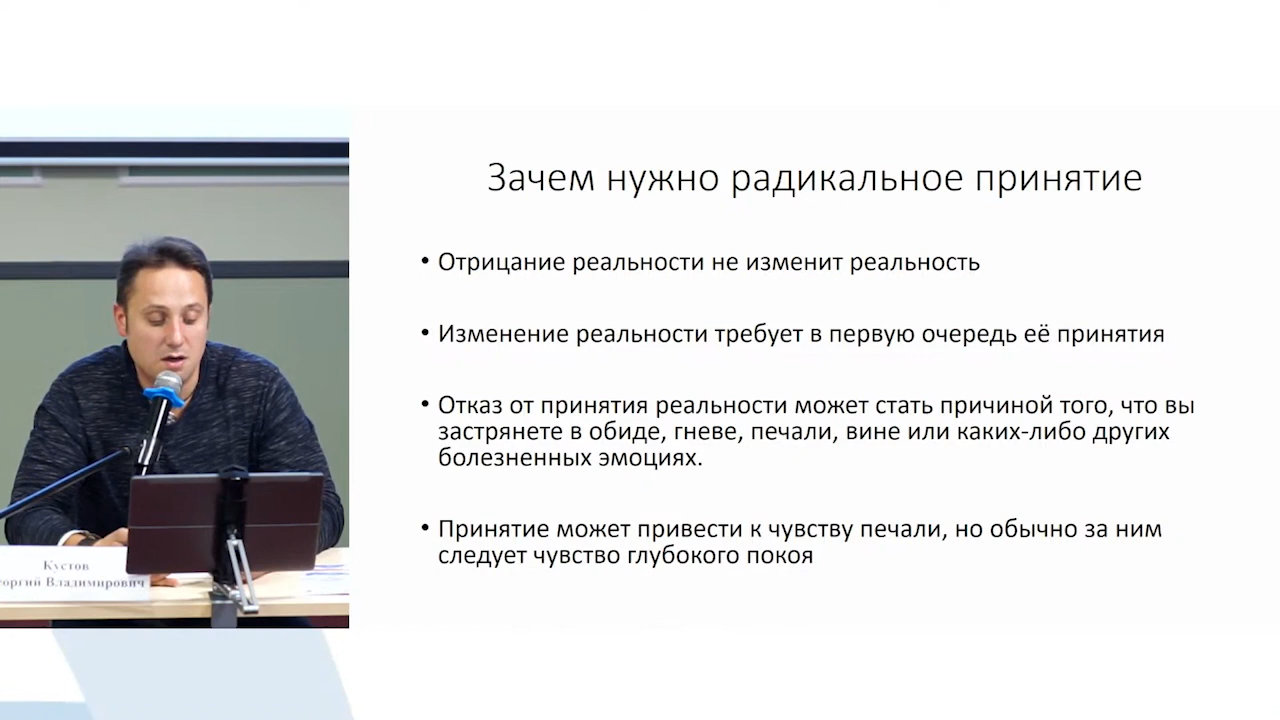 Зачем нужно радикальное принятие
• Отрицание реальности не изменит реальность
• Изменение реальности требует в первую очередь её принятия
• Отказ от принятия реальности может стать причиной того, что вы
застрянете в обиде, гневе, печали, вине или каких-либо других
болезненных эмоциях.
• Принятие может привести к чувству печали, но обычно за ним
следует чувство глубокого покоя
Кустов
еоргий Владимирович